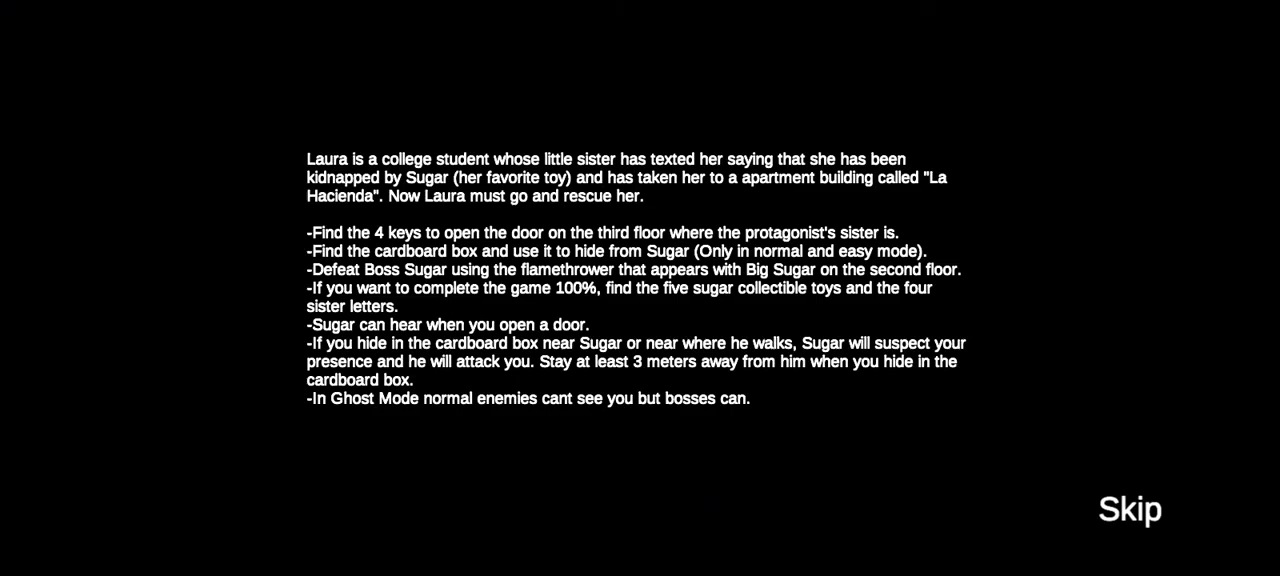 Laura is a college student whose little sister has texted her saying that she has been
kidnapped by Sugar (her favorite toy) and has taken her to a apartment building called "La
Hacienda". Now Laura must go and rescue her.
-Find the 4 keys to open the door on the third floor where the protagonist's sister is.
-Find the cardboard box and use it to hide from Sugar (Only in normal and easy mode).
-Defeat Boss Sugar using the flamethrower that appears with Big Sugar on the second floor.
-If you want to complete the game 100%, find the five sugar collectible toys and the four
sister letters.
-Sugar can hear when you open a door.
-If you hide in the cardboard box near Sugar or near where he walks, Sugar will suspect your
presence and he will attack you. Stay at least 3 meters away from him when you hide in the
cardboard box.
-In Ghost Mode normal enemies cant see you but bosses can.
Skip